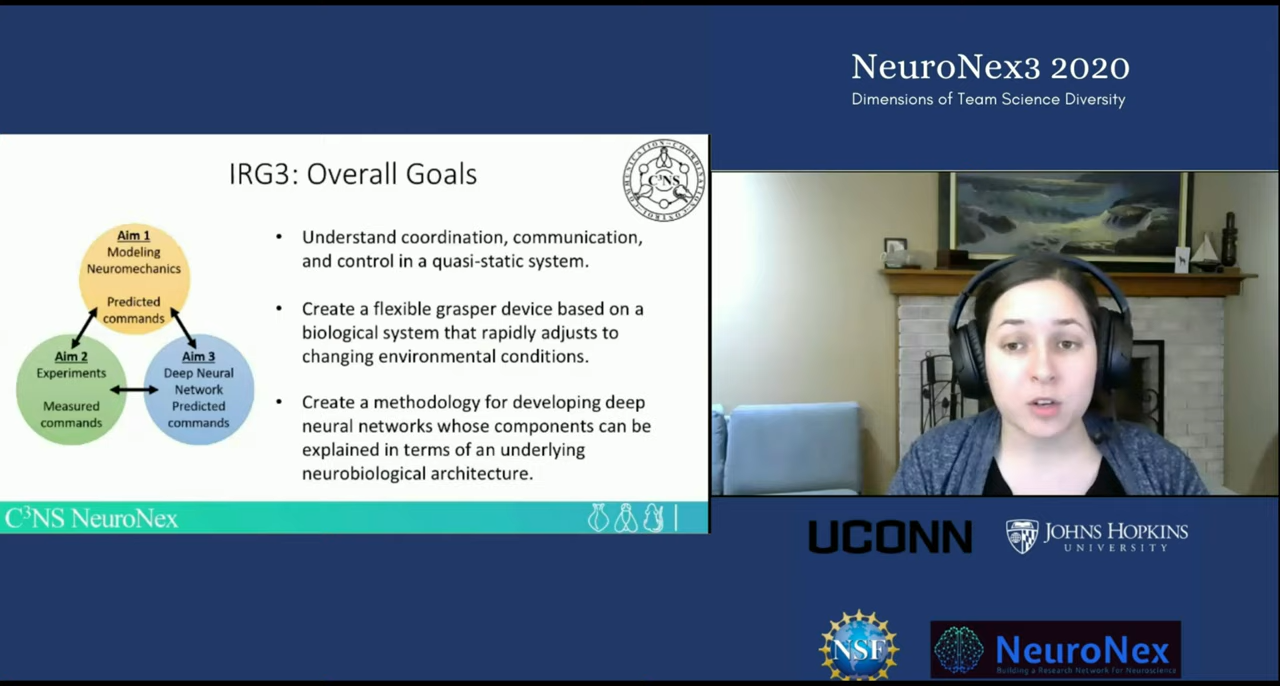 NeuroNex3 2020
Dimensions of Team Science Diversity
IRG3: Overall Goals
COMMUNICATION
COORDINATION
CONTROL
C³NS
Aim 1
Modeling
Neuromechanics
Predicted
commands
Aim 2
Experiments
Measured
commands
Aim 3
Deep Neural
Network
Predicted
commands
• Understand coordination, communication,
and control in a quasi-static system.
• Create a flexible grasper device based on a
biological system that rapidly adjusts to
changing environmental conditions.
• Create a methodology for developing deep
neural networks whose components can be
explained in terms of an underlying
neurobiological architecture.
C³NS NeuroNex
UCONN
JOHNS HOPKINS
UNIVERSITY
NSF
NeuroNex
Building a Research Network for Neuroscience